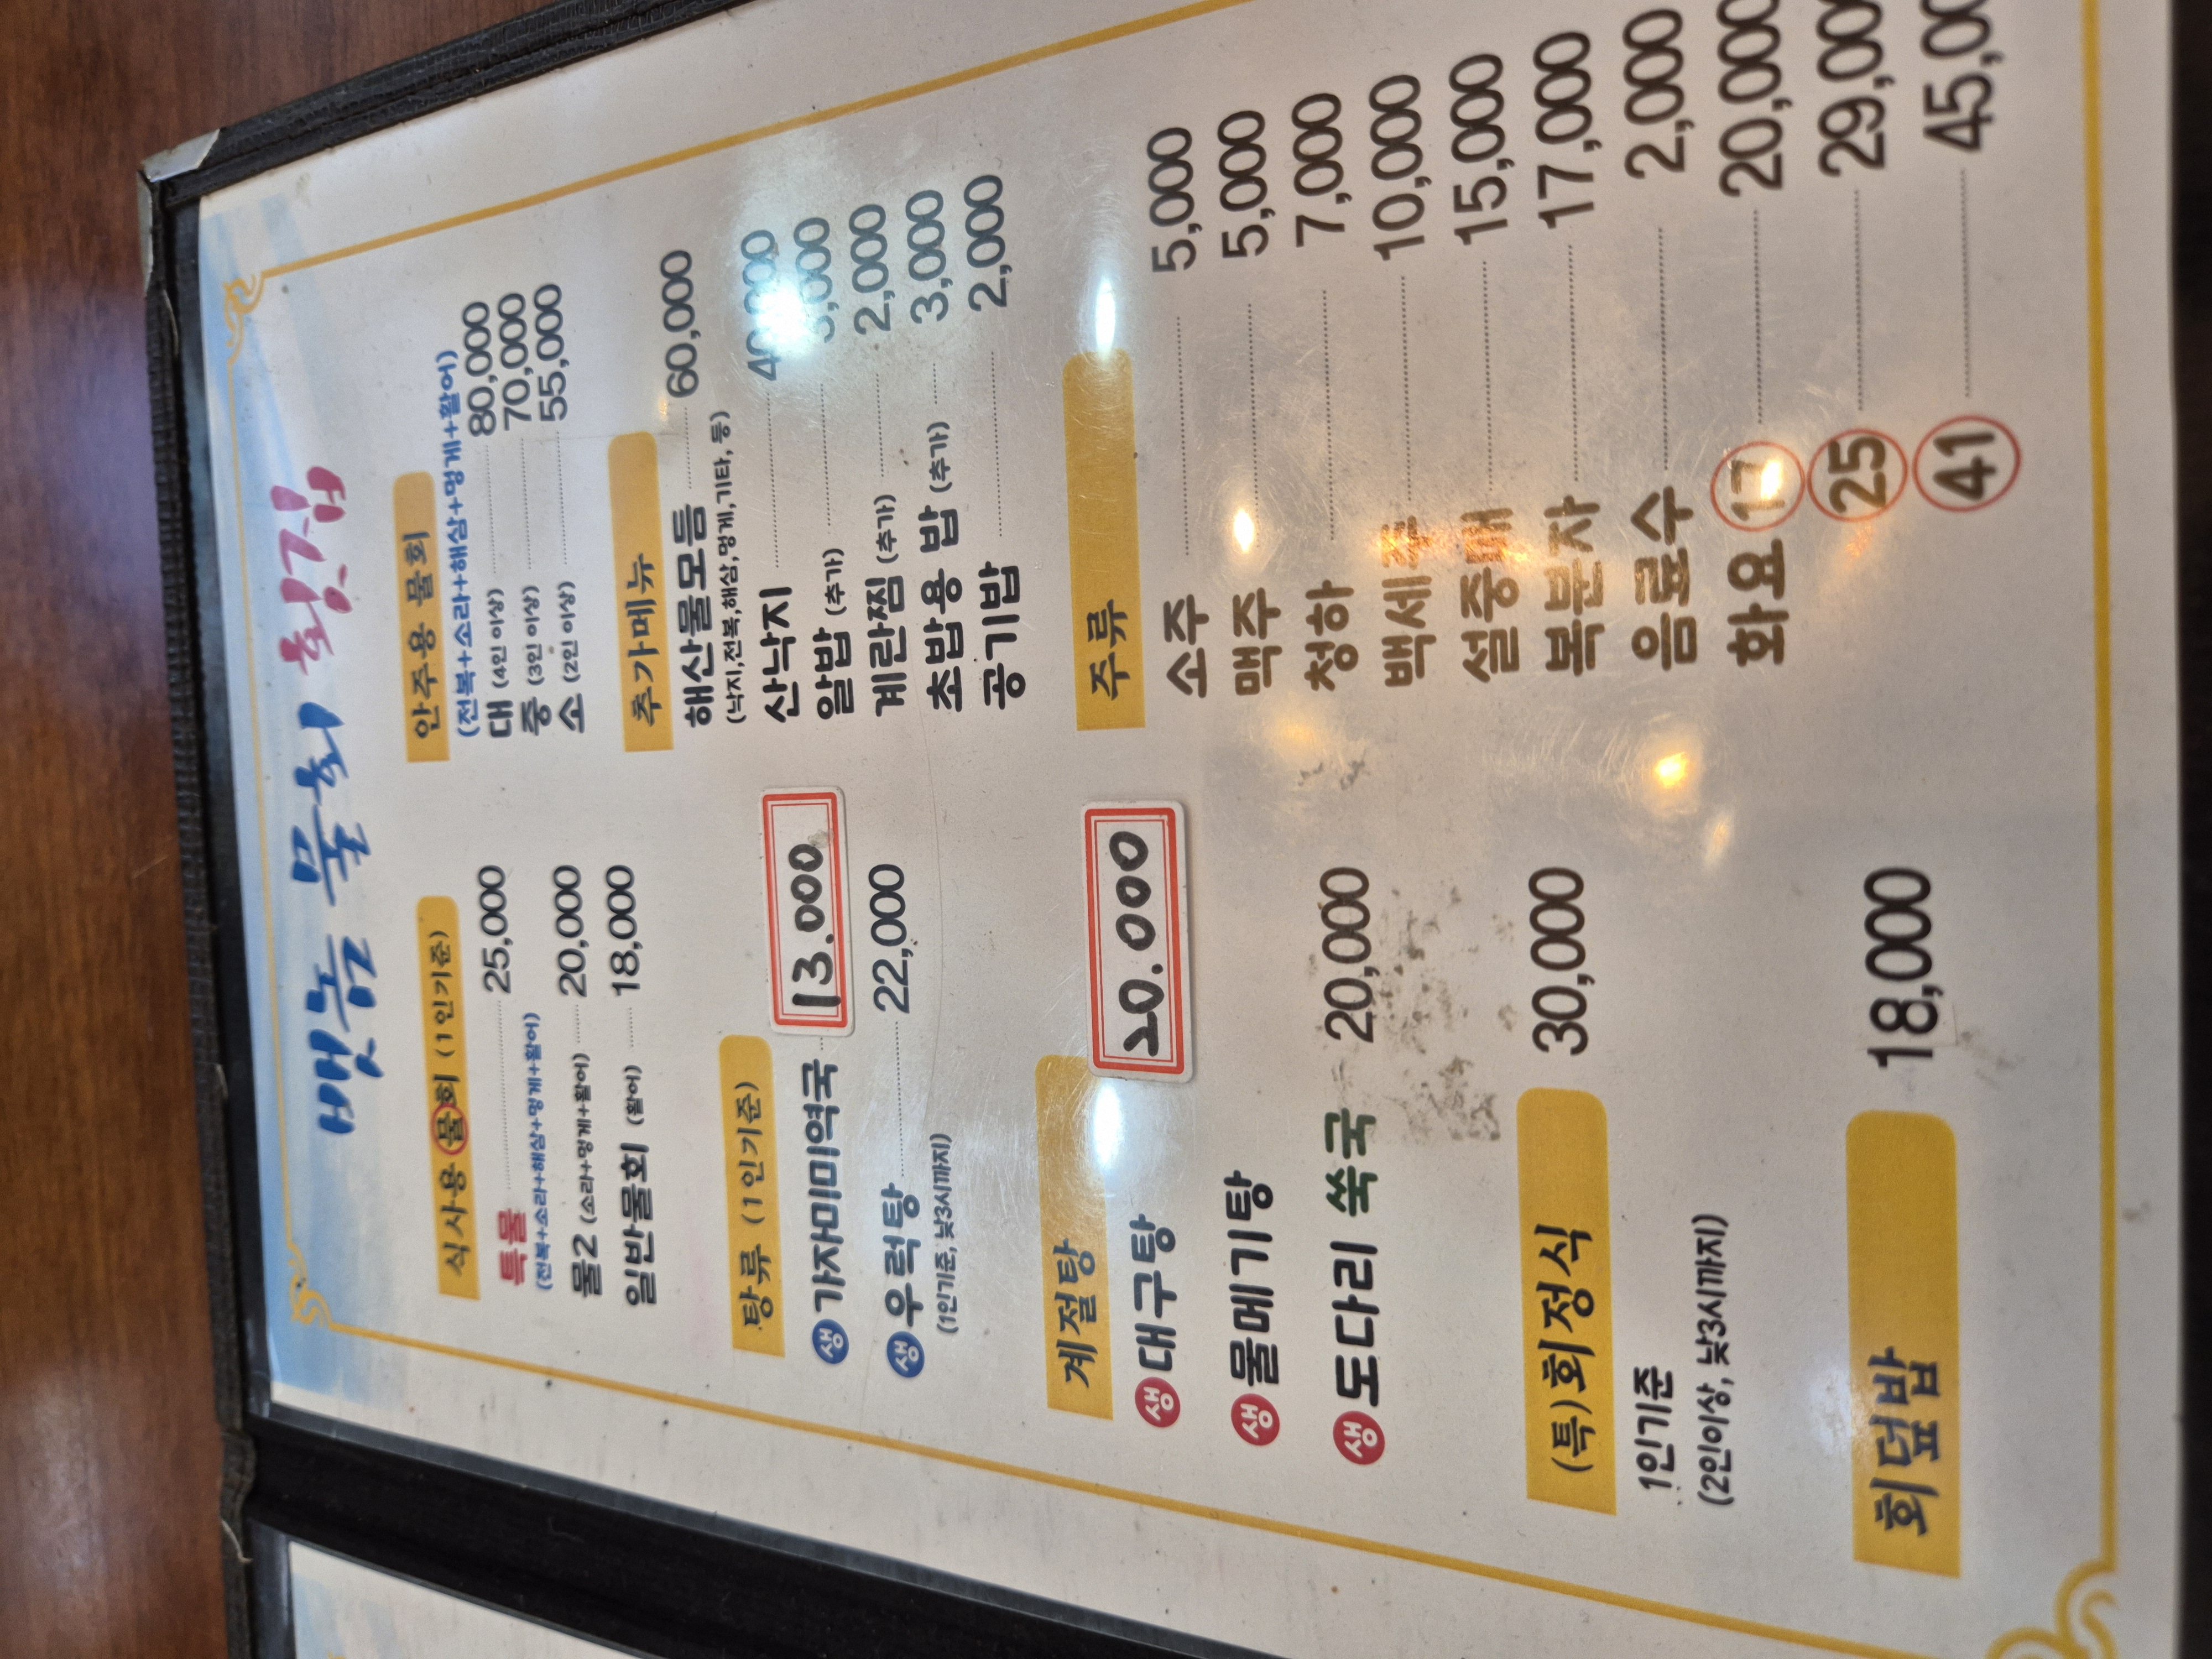 뱃놈 물회 횟집
식사용 물회 (1인기준)
특물 25,000
(전복+소라+해삼+멍게+활어)
물2 (소라+멍게+활어) 20,000
일반물회 (활어) 18,000
탕류 (1인기준)
생 가자미미역국 13.000
생 우럭탕 22,000
(1인기준, 낮3시까지)
계절탕
생 대구탕 20.000
생 물메기탕
생 도다리 쑥국 20,000
(특)회정식 30,000
1인기준
(2인이상, 낮3시까지)
회덮밥 18,000
안주용 물회
(전복+소라+해삼+멍게+활어)
대 (4인 이상) 80,000
중 (3인 이상) 70,000
소 (2인 이상) 55,000
추가메뉴
해산물모듬 60,000
(낙지,전복,해삼,멍게,기타, 등)
산낙지
알밥 (추가)
계란찜 (추가) 2,000
초밥용 밥 (추가) 3,000
공기밥 2,000
주류
소주 5,000
맥주 5,000
청하 7,000
백세주 10,000
설중매 15,000
복분자 17,000
음료수 2,000
화요 17 20,000
25 29,000
41